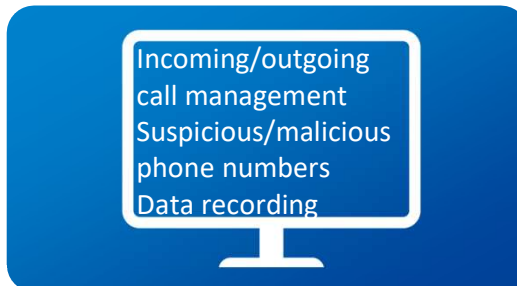 Incoming/outgoing
call management
Suspicious/malicious
phone numbers
Data recording